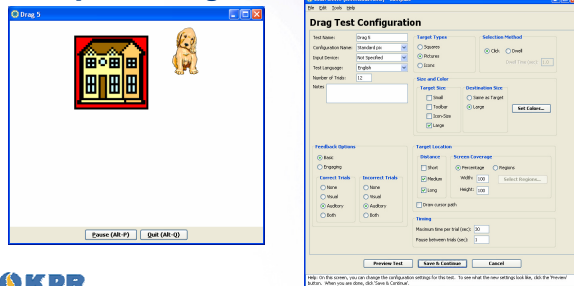 Drag 5
Pause (Alt-P) Quit (Alt-Q)
KPR
File Edit Tools Help
Drag Test Configuration
Test Name: Drag 5
Configuration Name: Standard pic
Input Device: Not Specified
Test Language: English
Number of Trials: 12
Notes
Target Types
Squares
Pictures
Icons
Selection Method
Click Dwell
Dwell Time (sec): 1.0
Size and Color
Target Size
Small
Toolbar
Icon-Size
Large
Destination Size
Same as Target
Large
Set Colors...
Feedback Options
Basic
Engaging
Correct Trials
None
Visual
Auditory
Both
Incorrect Trials
None
Visual
Auditory
Both
Target Location
Distance
Short
Medium
Long
Screen Coverage
Percentage Regions
Width: 100 Select Regions...
Height: 100
Draw cursor path
Timing
Maximum time per trial (sec): 30
Pause between trials (sec): 1
Preview Test Save & Continue Cancel
Help: On this screen, you can change the configuration settings for this test. To see what the new settings look like, click the 'Preview'
button. When you are done, click 'Save & Continue'.